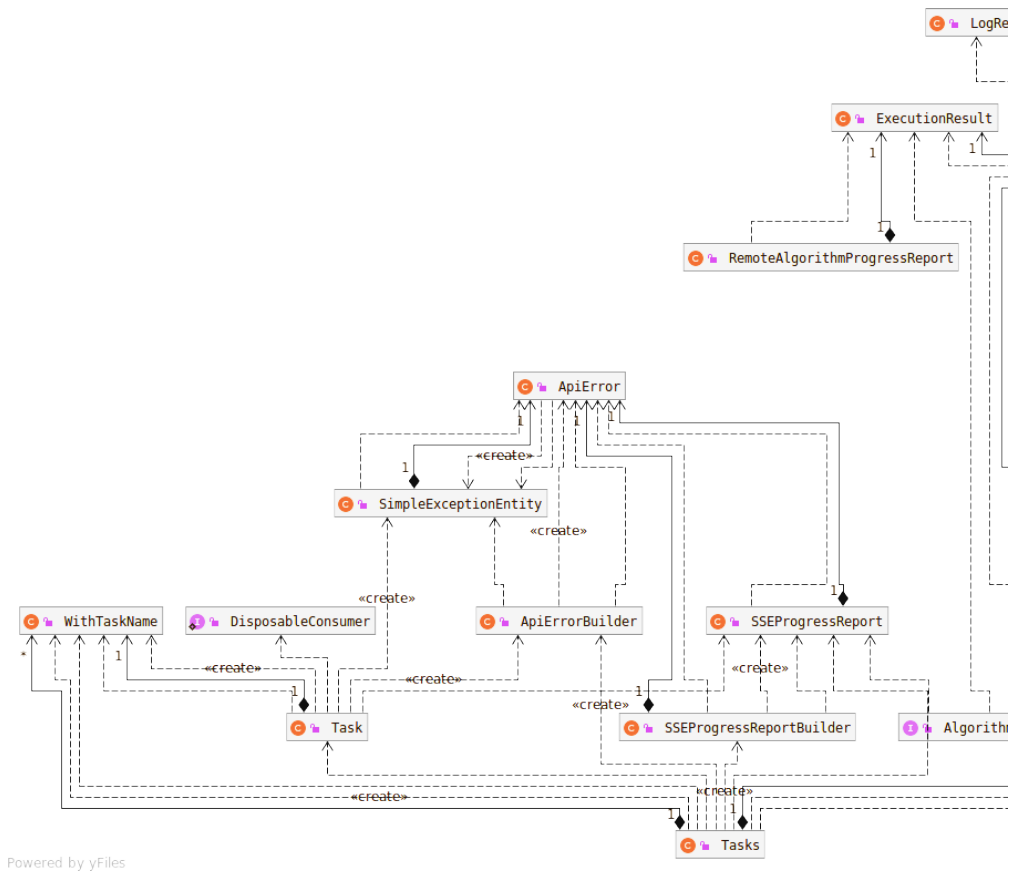 LogRe
ExecutionResult
1
1
1
RemoteAlgorithmProgressReport
ApiError
1
1
1
«create»
1
SimpleExceptionEntity
«create»
«create»
1
WithTaskName
DisposableConsumer
ApiErrorBuilder
SSEProgressReport
*
1
«create»
«create»
«create»
1
1
«create»
Task
SSEProgressReportBuilder
Algorithm
«create»
«create»
1
1
Tasks
Powered by yFiles